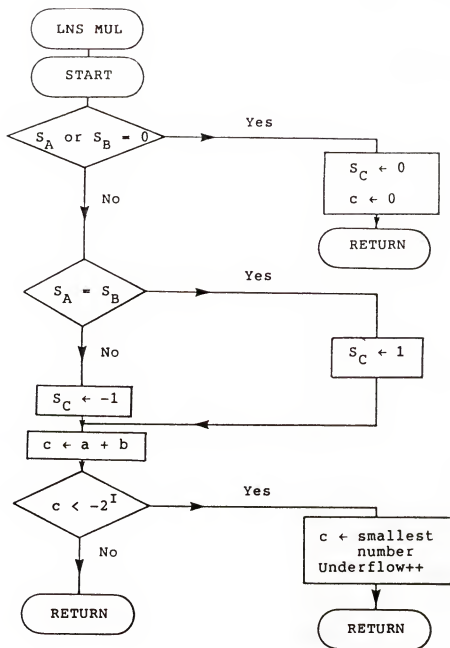 LNS MUL
START
S_A or S_B = 0
Yes
No
S_C ← 0
c ← 0
RETURN
S_A = S_B
Yes
No
S_C ← 1
S_C ← -1
c ← a + b
c < -2^I
Yes
No
c ← smallest
number
Underflow++
RETURN
RETURN